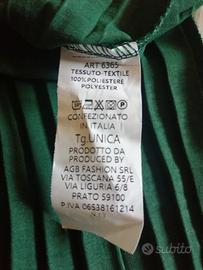 ART 6365
TESSUTO-TEXTILE
100%POLIESTERE
POLYESTER
CONFEZIONATO
IN ITALIA
Tg.UNICA
PRODOTTO DA
PRODUCED BY
AGB FASHION SRL
VIA TOSCANA 55/E
VIA LIGURIA 6/8
PRATO 59100
P.IVA 06538161214
subito